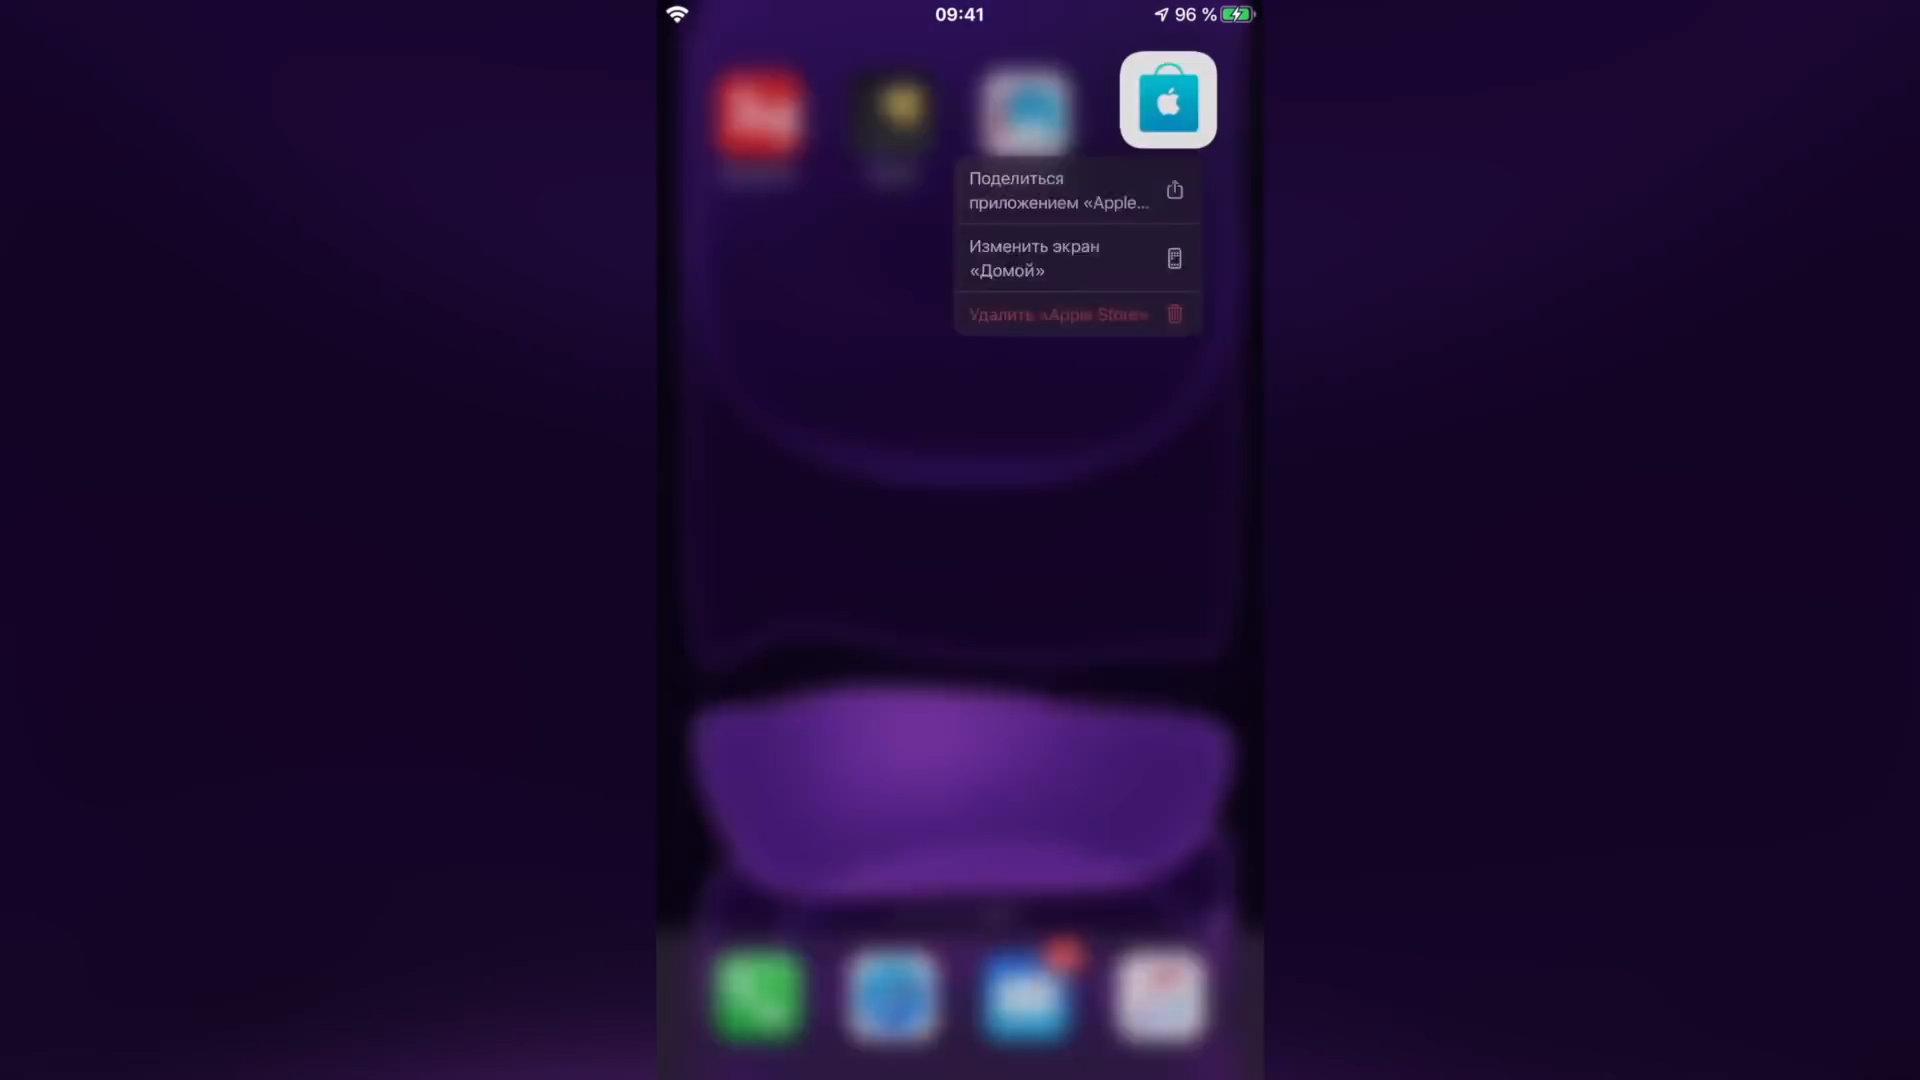 09:41
96 %
Поделиться
приложением «Apple...
Изменить экран
«Домой»
Удалить «Apple Store»